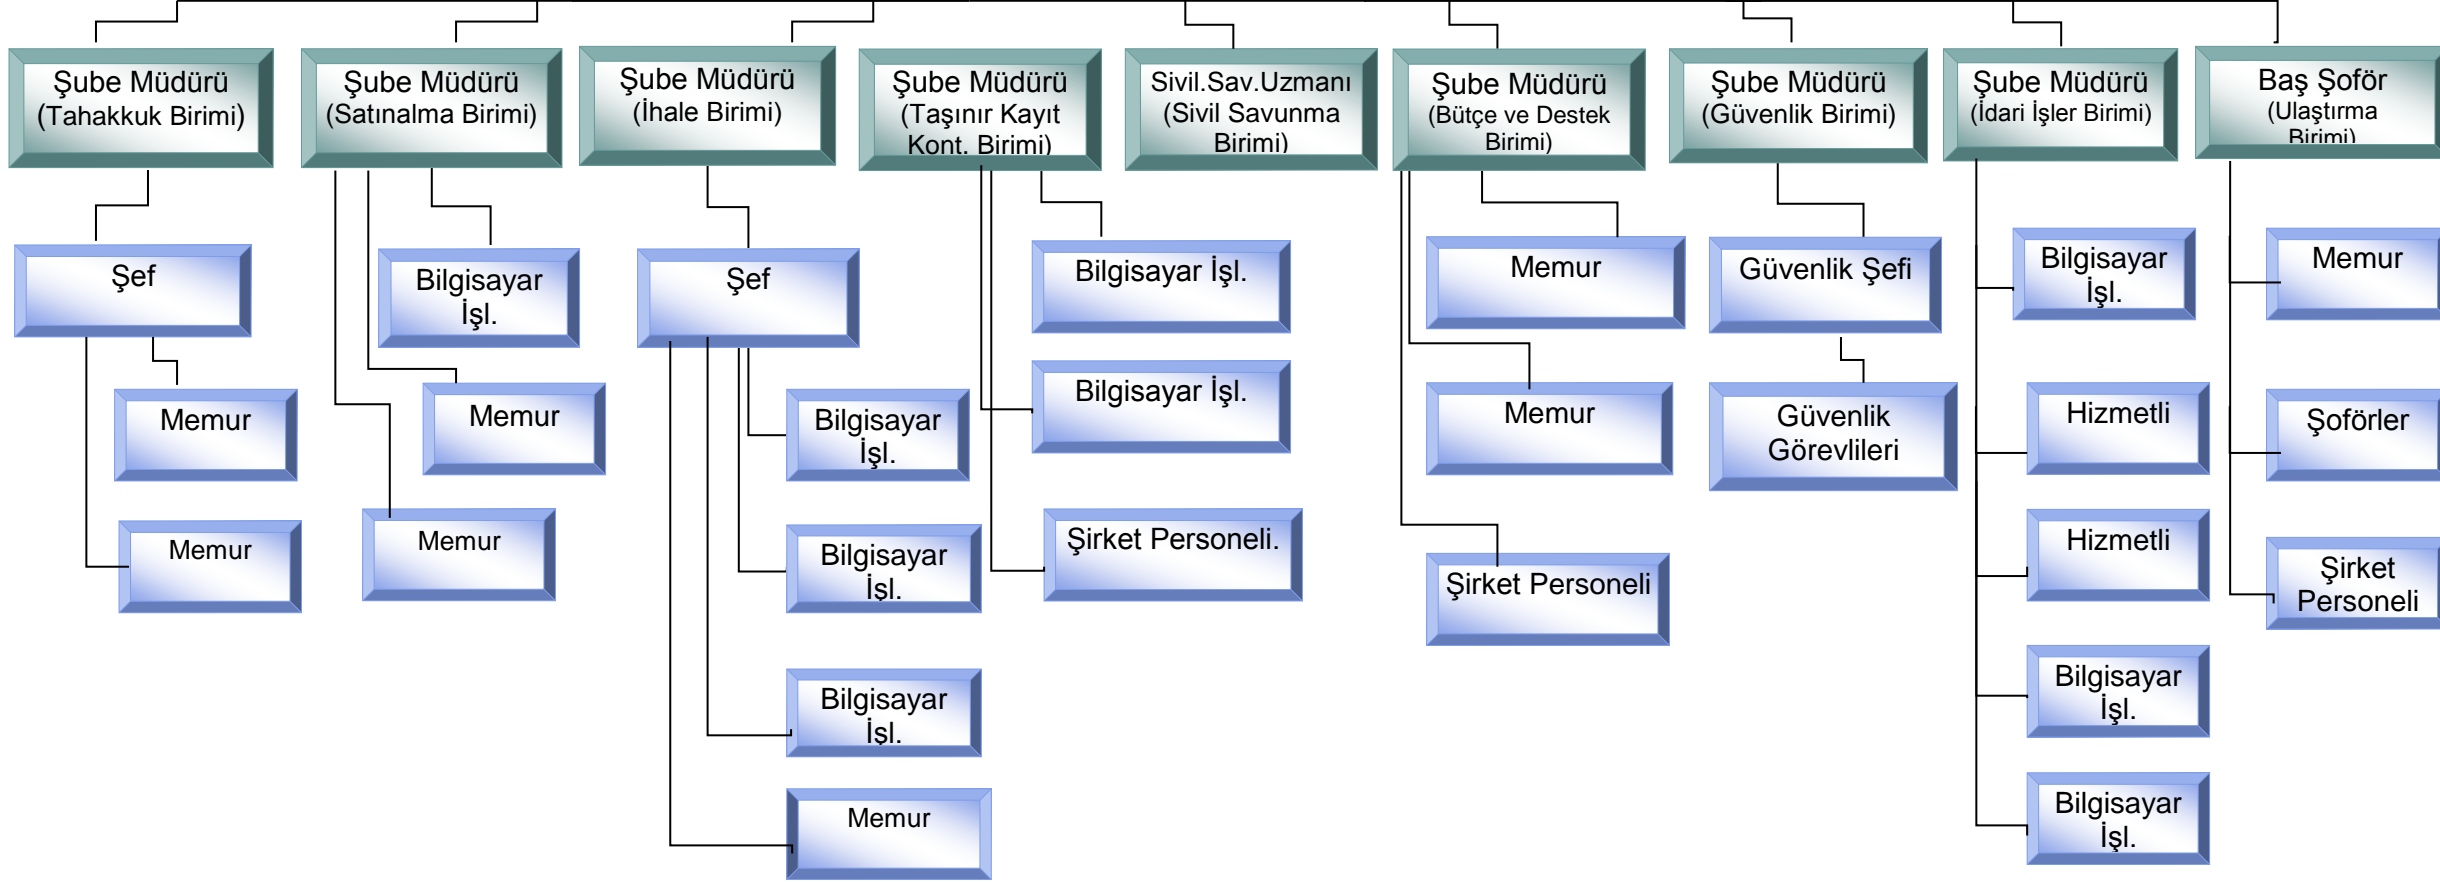 Şube Müdürü
(Tahakkuk Birimi)
Şube Müdürü
(Satınalma Birimi)
Şube Müdürü
(İhale Birimi)
Şube Müdürü
(Taşınır Kayıt
Kont. Birimi)
Sivil.Sav.Uzmanı
(Sivil Savunma
Birimi)
Şube Müdürü
(Bütçe ve Destek
Birimi)
Şube Müdürü
(Güvenlik Birimi)
Şube Müdürü
(İdari İşler Birimi)
Baş Şoför
(Ulaştırma
Birimi)
Şef
Memur
Memur
Bilgisayar
İşl.
Memur
Memur
Şef
Bilgisayar
İşl.
Bilgisayar
İşl.
Bilgisayar
İşl.
Memur
Bilgisayar İşl.
Bilgisayar İşl.
Şirket Personeli.
Memur
Memur
Şirket Personeli
Güvenlik Şefi
Güvenlik
Görevlileri
Bilgisayar
İşl.
Hizmetli
Hizmetli
Bilgisayar
İşl.
Bilgisayar
İşl.
Memur
Şoförler
Şirket
Personeli